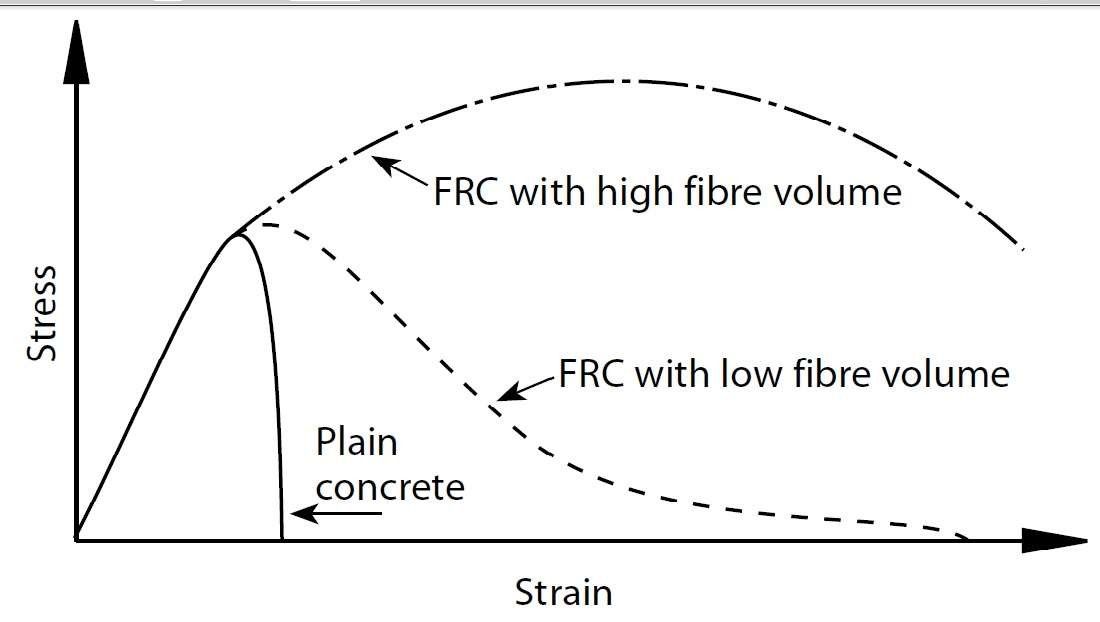 FRC with high fibre volume
Stress
FRC with low fibre volume
Plain
concrete
Strain